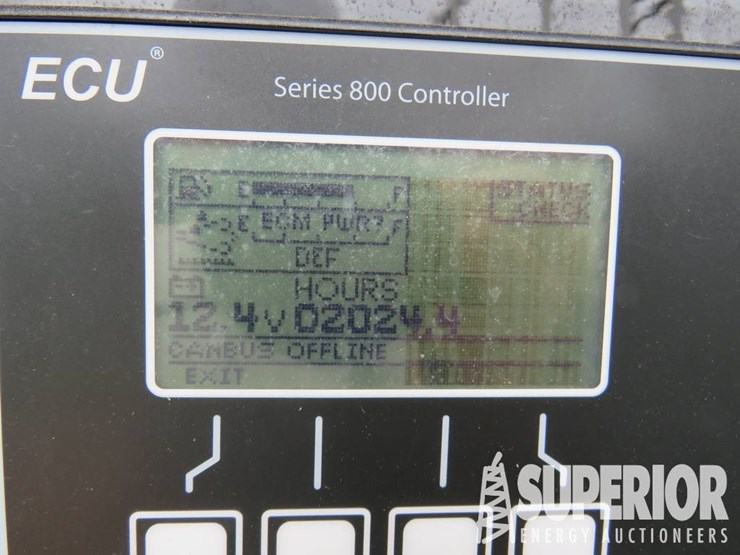 ECU®
Series 800 Controller
E F
E ECM PWR? F
DEF
HOURS
12.4V 02024.4
CANBUS OFFLINE
EXIT
SUPERIOR
ENERGY AUCTIONEERS